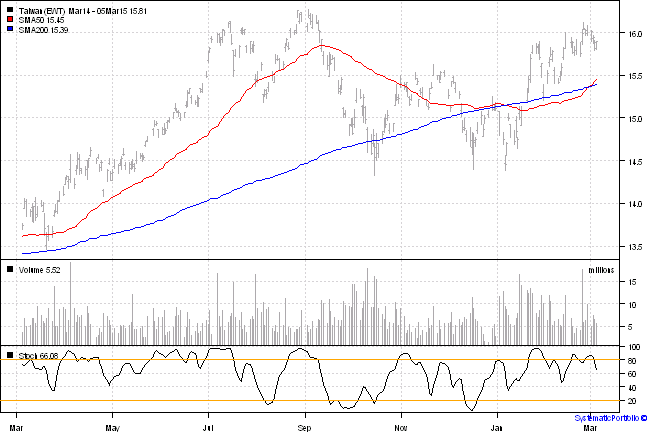 Taiwan (EWT) Mar14 - 05Mar15 15.81
SMA50 15.45
SMA200 15.39
16.0
15.5
15.0
14.5
14.0
13.5
Volume 5.52
millions
15
10
5
Stoch 66.08
100
80
60
40
20
Mar May Jul Sep Nov Jan Mar
SystematicPortfolio ©